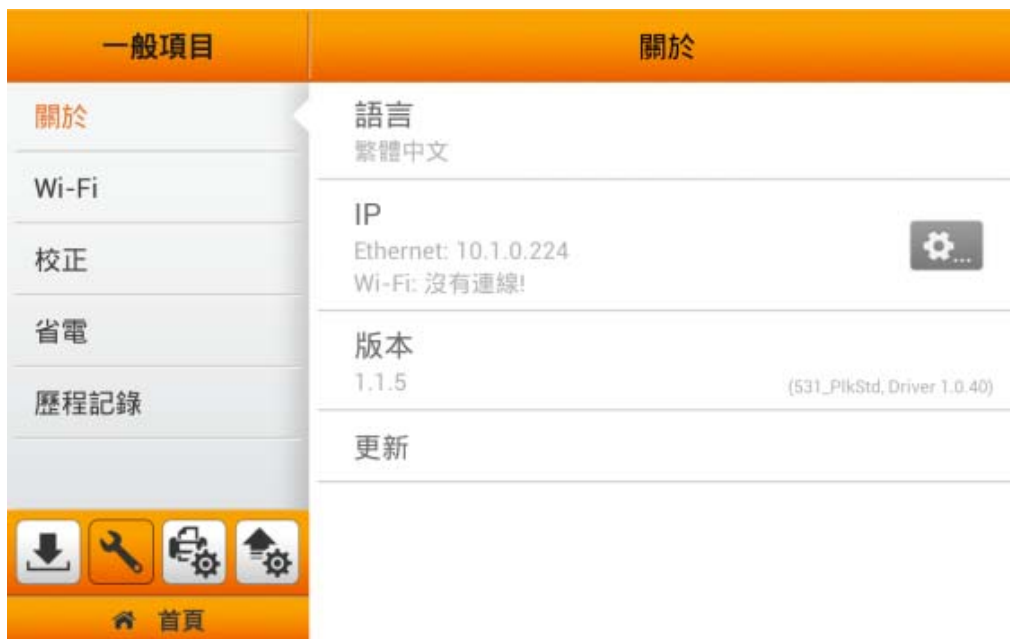 一般項目
關於
關於
Wi-Fi
校正
省電
歷程記錄
首頁
語言
繁體中文
IP
Ethernet: 10.1.0.224
Wi-Fi: 沒有連線!
版本
1.1.5
(531_PlkStd, Driver 1.0.40)
更新